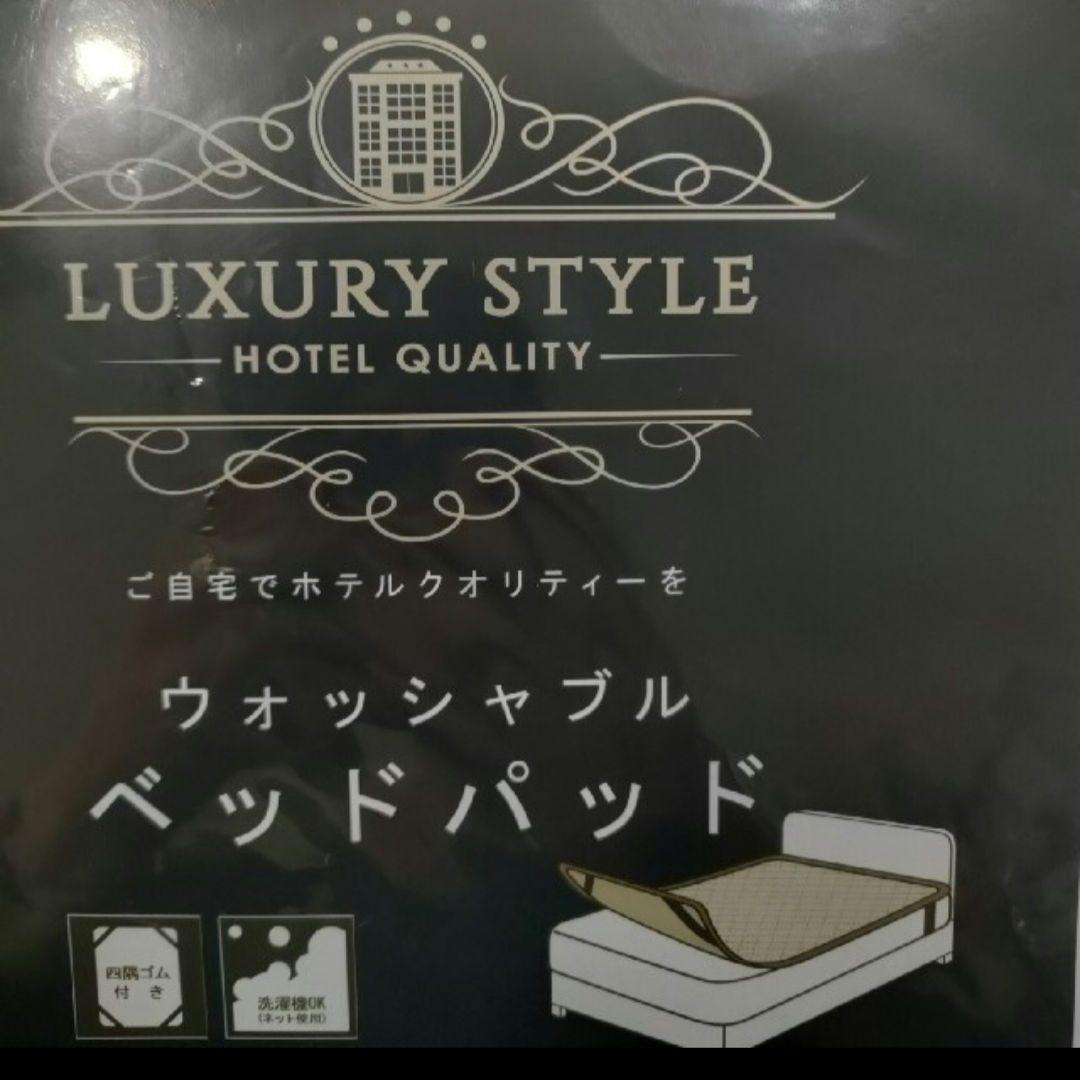 LUXURY STYLE
HOTEL QUALITY
ご自宅でホテルクオリティーを
ウォッシャブル
ベッドパッド
四隅ゴム
付き
洗濯機OK
(ネット使用)